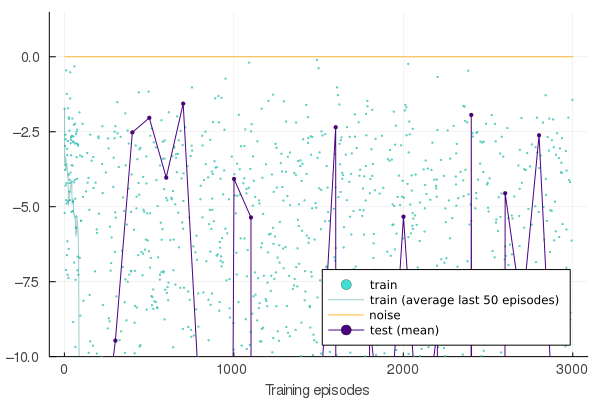 0.0
−2.5
−5.0
−7.5
−10.0
train
train (average last 50 episodes)
noise
test (mean)
0 1000 2000 3000
Training episodes